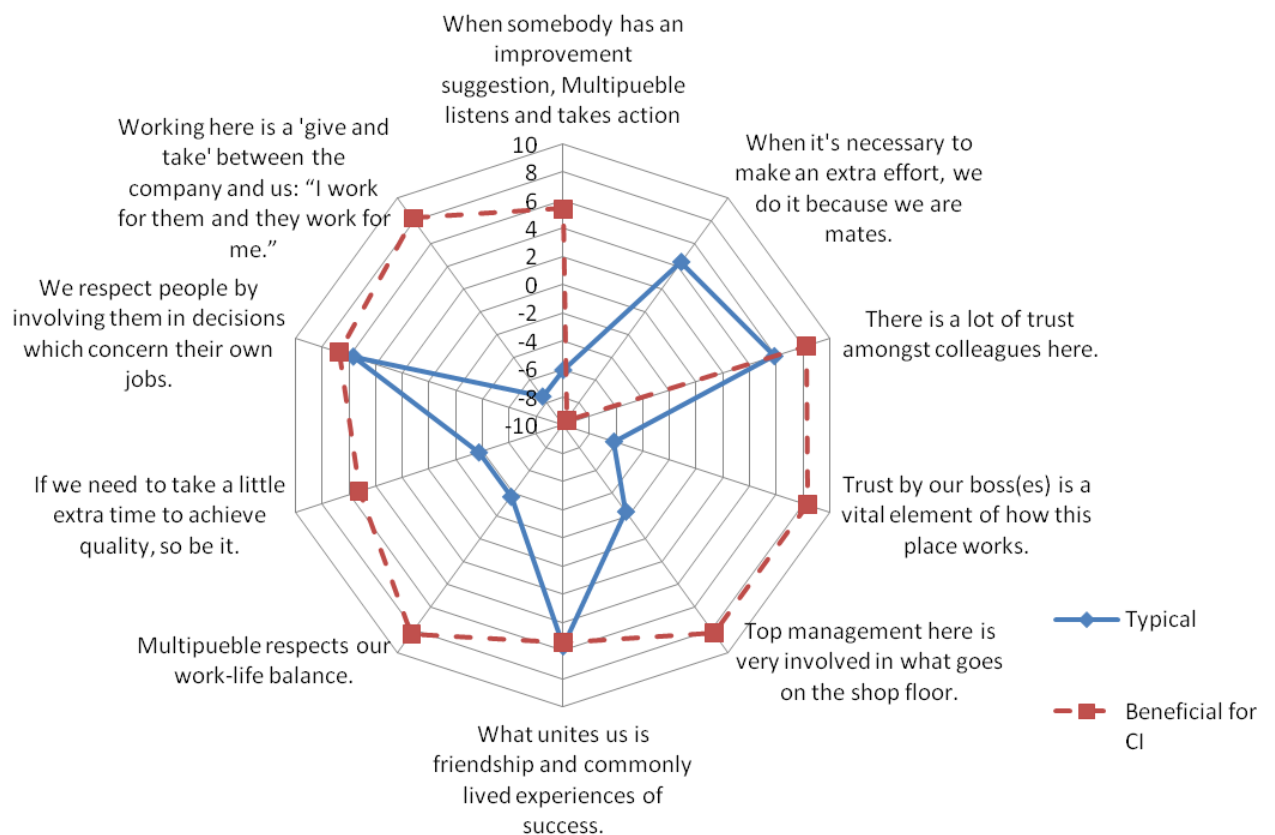 When somebody has an
improvement
suggestion, Multipueble
listens and takes action
When it's necessary to
make an extra effort, we
do it because we are
mates.
There is a lot of trust
amongst colleagues here.
Trust by our boss(es) is a
vital element of how this
place works.
Top management here is
very involved in what goes
on the shop floor.
What unites us is
friendship and commonly
lived experiences of
success.
Multipueble respects our
work-life balance.
If we need to take a little
extra time to achieve
quality, so be it.
We respect people by
involving them in decisions
which concern their own
jobs.
Working here is a 'give and
take' between the
company and us: “I work
for them and they work for
me.”
10
8
6
4
2
0
-2
-4
-6
-8
-10
Typical
Beneficial for
CI